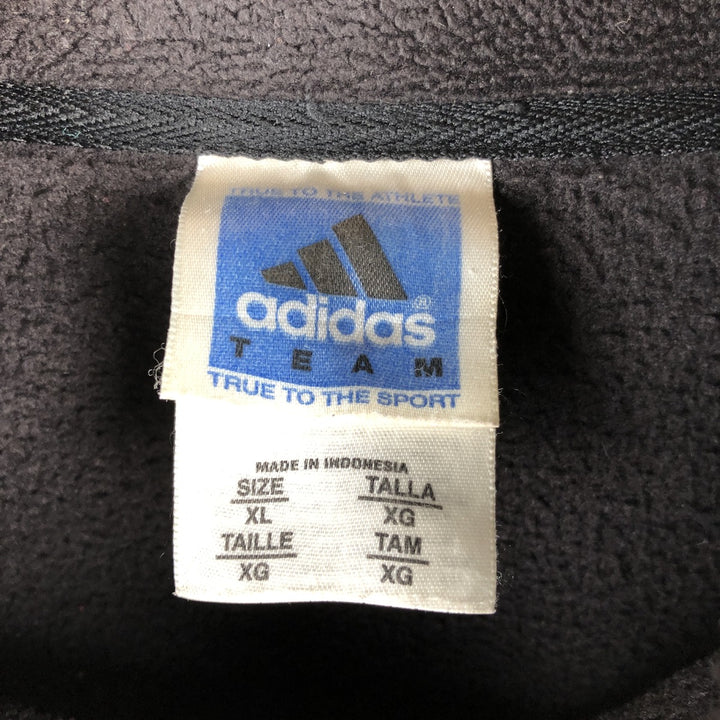 TRUE TO THE ATHLETE
adidas®
TEAM
TRUE TO THE SPORT
MADE IN INDONESIA
SIZE TALLA
XL XG
TAILLE TAM
XG XG